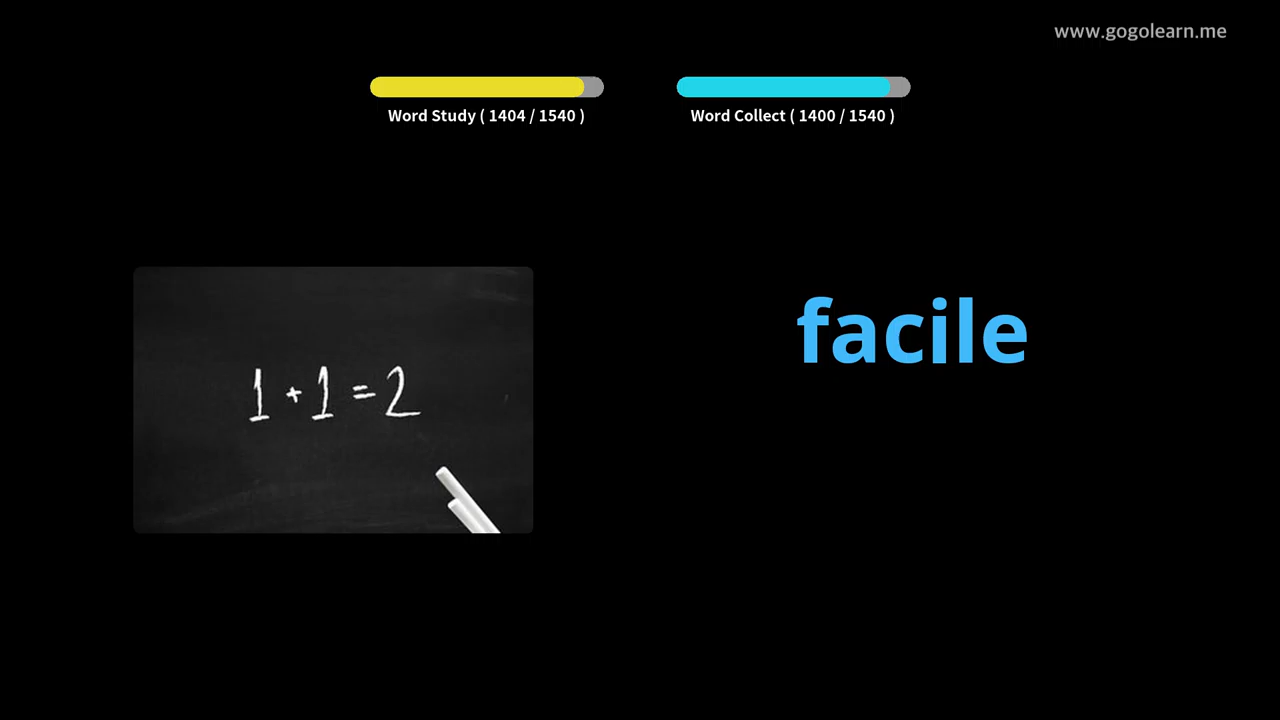 www.gogolearn.me
Word Study ( 1404 / 1540 )
Word Collect ( 1400 / 1540 )
facile
1 + 1 = 2